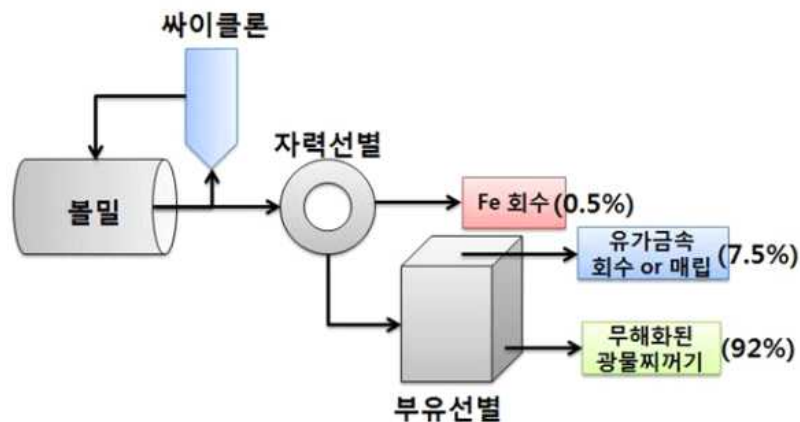 싸이클론
자력선별
볼밀
Fe 회수 (0.5%)
유가금속
회수 or 매립 (7.5%)
무해화된
광물찌꺼기 (92%)
부유선별